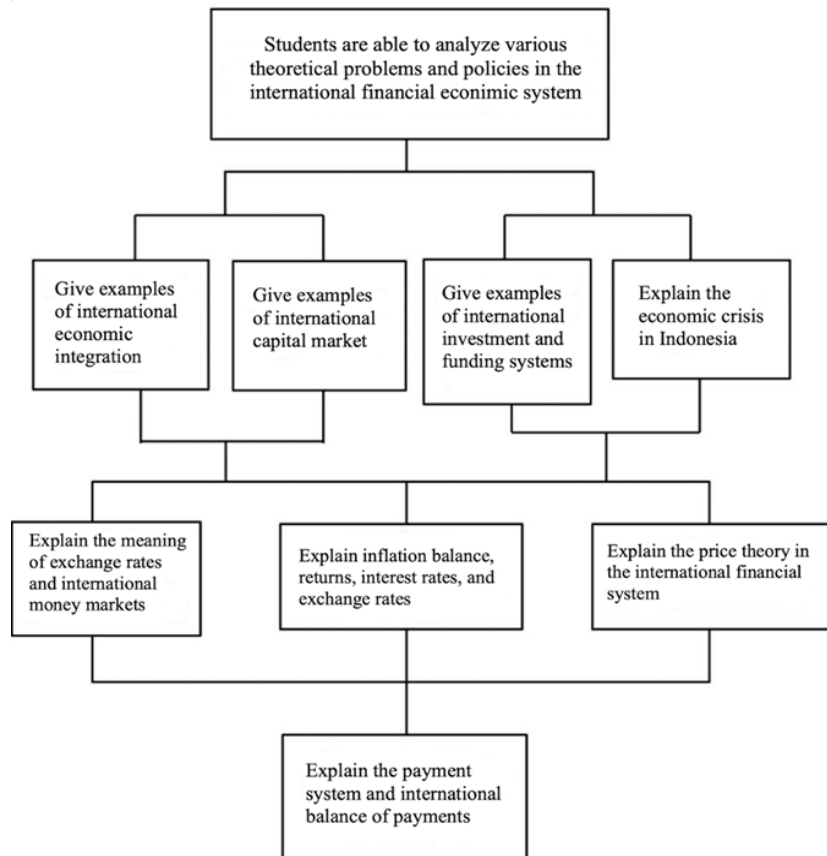 Students are able to analyze various
theoretical problems and policies in the
international financial econimic system
Give examples
of international
economic
integration
Give examples
of international
capital market
Give examples
of international
investment and
funding systems
Explain the
economic crisis
in Indonesia
Explain the meaning
of exchange rates
and international
money markets
Explain inflation balance,
returns, interest rates, and
exchange rates
Explain the price theory in
the international financial
system
Explain the payment
system and international
balance of payments